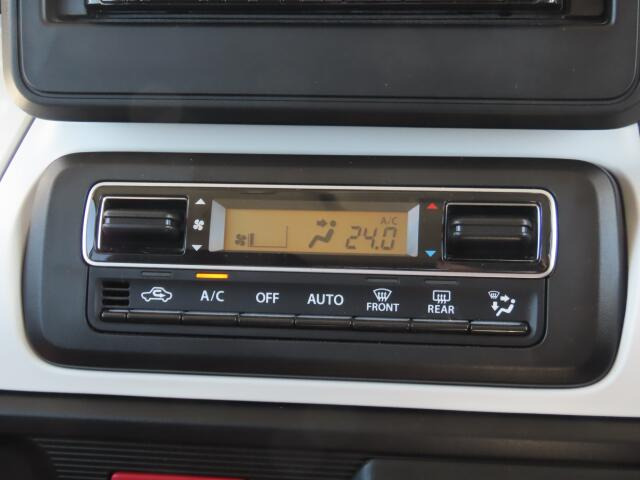 A/C
24.0
A/C OFF AUTO FRONT REAR